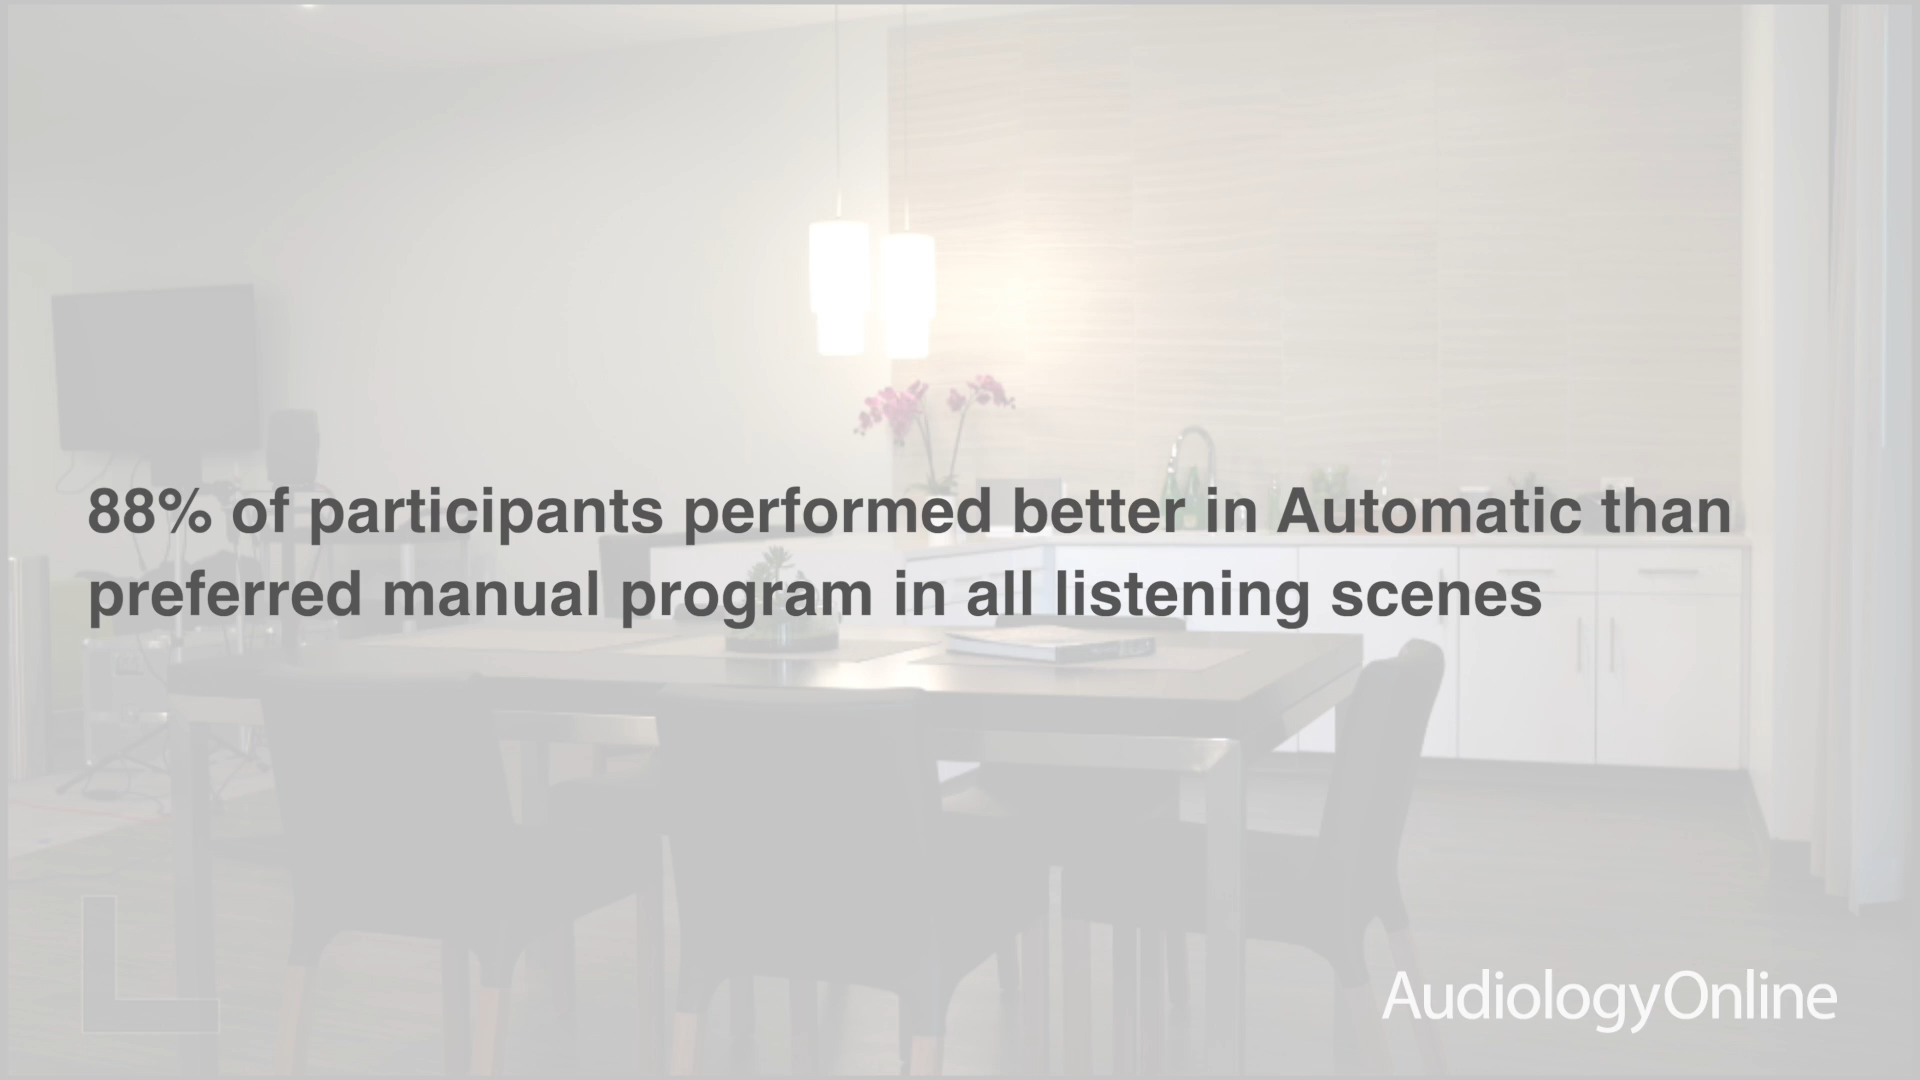 88% of participants performed better in Automatic than
preferred manual program in all listening scenes
AudiologyOnline